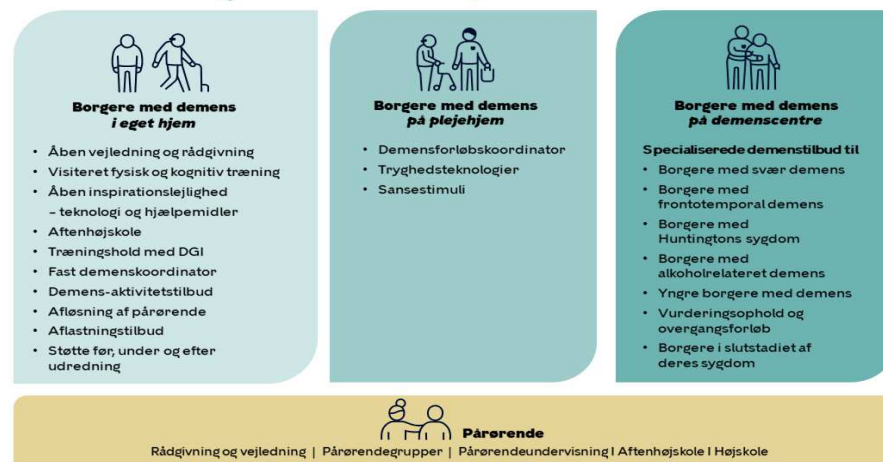 Borgere med demens
i eget hjem
• Åben vejledning og rådgivning
• Visiteret fysisk og kognitiv træning
• Åben inspirationslejlighed
– teknologi og hjælpemidler
• Aftenhøjskole
• Træningshold med DGI
• Fast demenskoordinator
• Demens-aktivitetstilbud
• Afløsning af pårørende
• Aflastningstilbud
• Støtte før, under og efter
udredning
Borgere med demens
på plejehjem
• Demensforløbskoordinator
• Tryghedsteknologier
• Sansestimuli
Borgere med demens
på demenscentre
Specialiserede demenstilbud til
• Borgere med svær demens
• Borgere med
frontotemporal demens
• Borgere med
Huntingtons sygdom
• Borgere med
alkoholrelateret demens
• Yngre borgere med demens
• Vurderingsophold og
overgangsforløb
• Borgere i slutstadiet af
deres sygdom
Pårørende
Rådgivning og vejledning | Pårørendegrupper | Pårørendeundervisning I Aftenhøjskole I Højskole